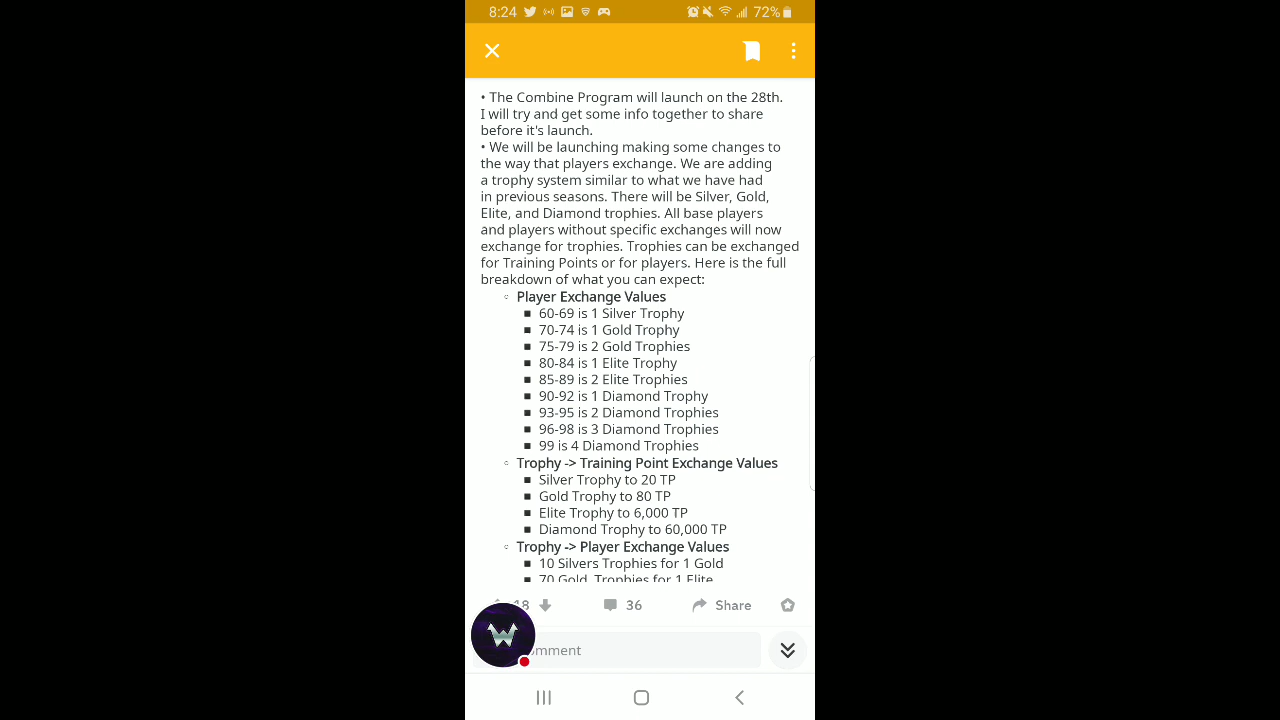 8:24
72%
• The Combine Program will launch on the 28th.
I will try and get some info together to share
before it's launch.
• We will be launching making some changes to
the way that players exchange. We are adding
a trophy system similar to what we have had
in previous seasons. There will be Silver, Gold,
Elite, and Diamond trophies. All base players
and players without specific exchanges will now
exchange for trophies. Trophies can be exchanged
for Training Points or for players. Here is the full
breakdown of what you can expect:
◦ Player Exchange Values
▪ 60-69 is 1 Silver Trophy
▪ 70-74 is 1 Gold Trophy
▪ 75-79 is 2 Gold Trophies
▪ 80-84 is 1 Elite Trophy
▪ 85-89 is 2 Elite Trophies
▪ 90-92 is 1 Diamond Trophy
▪ 93-95 is 2 Diamond Trophies
▪ 96-98 is 3 Diamond Trophies
▪ 99 is 4 Diamond Trophies
◦ Trophy -> Training Point Exchange Values
▪ Silver Trophy to 20 TP
▪ Gold Trophy to 80 TP
▪ Elite Trophy to 6,000 TP
▪ Diamond Trophy to 60,000 TP
◦ Trophy -> Player Exchange Values
▪ 10 Silvers Trophies for 1 Gold
▪ 70 Gold Trophies for 1 Elite
18 36 Share
W mment